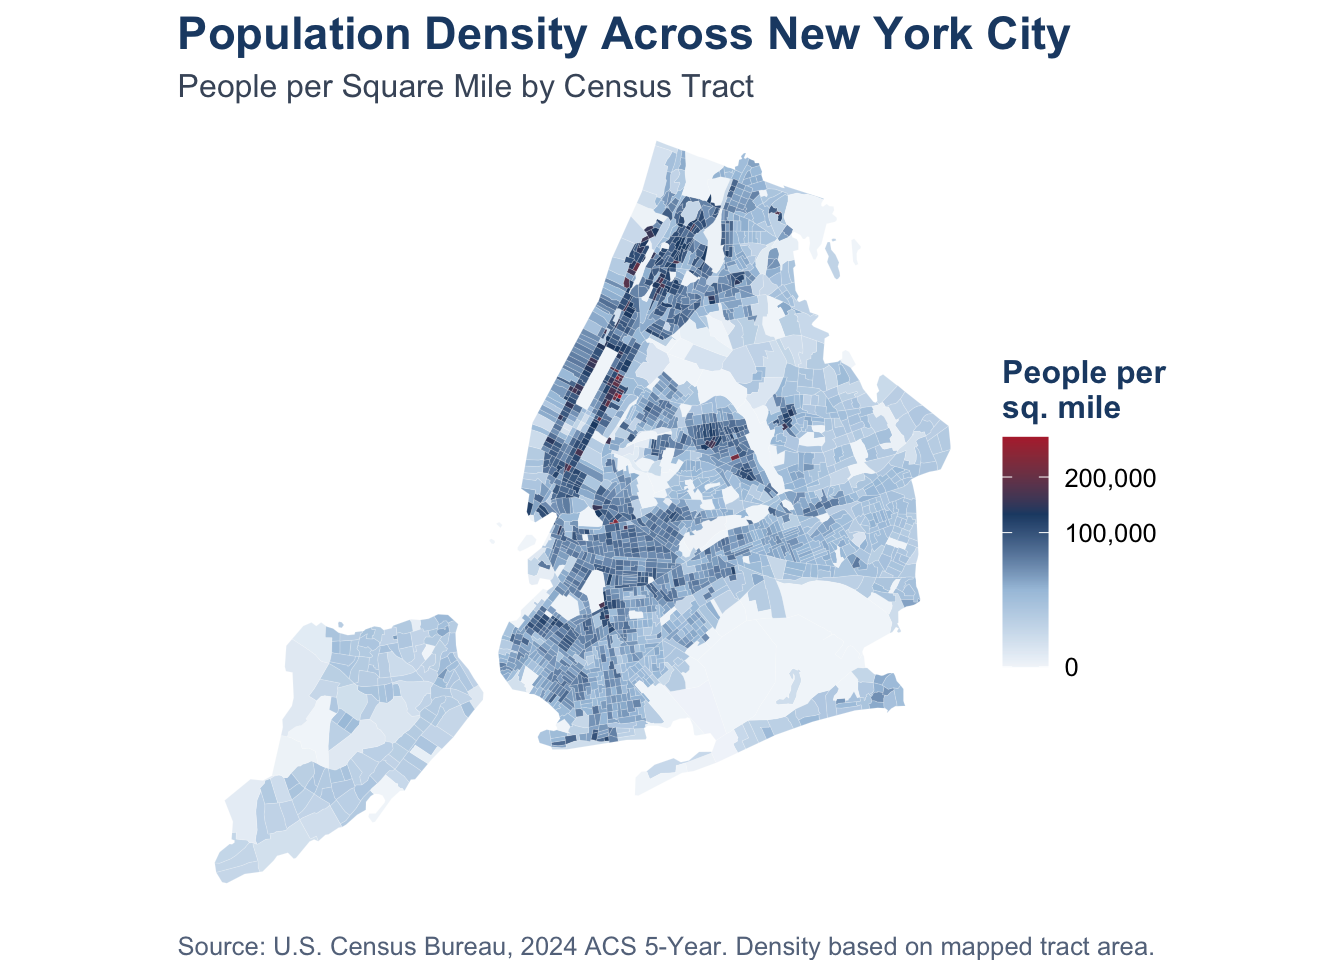 Population Density Across New York City
People per Square Mile by Census Tract
People per
sq. mile
200,000
100,000
0
Source: U.S. Census Bureau, 2024 ACS 5-Year. Density based on mapped tract area.